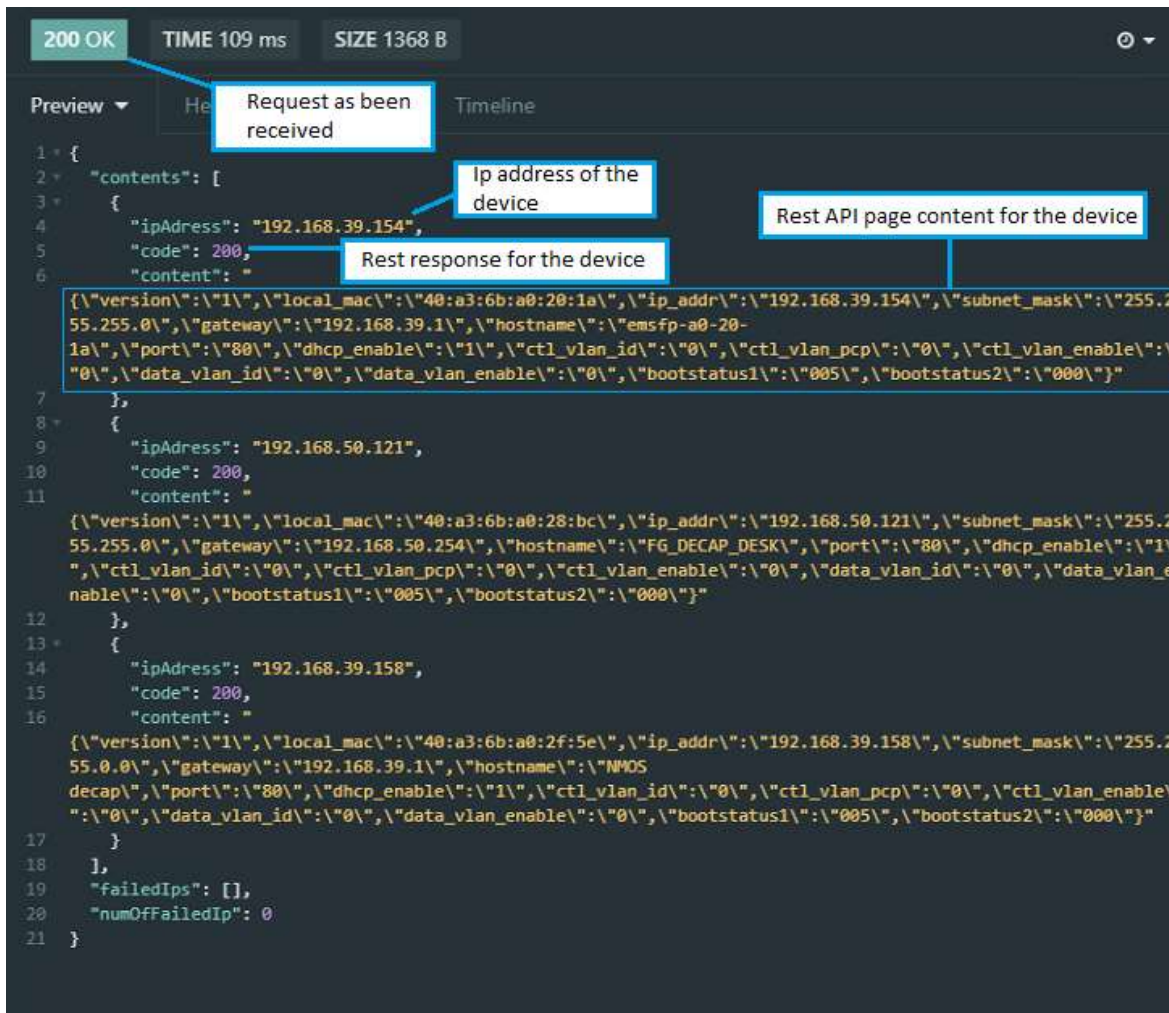 200 OK TIME 109 ms SIZE 1368 B
Preview He Timeline
Request as been
received
1 {
2 "contents": [
Ip address of the
device
3 {
4 "ipAdress": "192.168.39.154",
Rest API page content for the device
5 "code": 200,
Rest response for the device
6 "content": "
{\"version\":\"1\",\"local_mac\":\"40:a3:6b:a0:20:1a\",\"ip_addr\":\"192.168.39.154\",\"subnet_mask\":\"255.2
55.255.0\",\"gateway\":\"192.168.39.1\",\"hostname\":\"emsfp-a0-20-
1a\",\"port\":\"80\",\"dhcp_enable\":\"1\",\"ctl_vlan_id\":\"0\",\"ctl_vlan_pcp\":\"0\",\"ctl_vlan_enable\":\
"0\",\"data_vlan_id\":\"0\",\"data_vlan_enable\":\"0\",\"bootstatus1\":\"005\",\"bootstatus2\":\"000\"}"
7 },
8 {
9 "ipAdress": "192.168.50.121",
10 "code": 200,
11 "content": "
{\"version\":\"1\",\"local_mac\":\"40:a3:6b:a0:28:bc\",\"ip_addr\":\"192.168.50.121\",\"subnet_mask\":\"255.2
55.255.0\",\"gateway\":\"192.168.50.254\",\"hostname\":\"FG_DECAP_DESK\",\"port\":\"80\",\"dhcp_enable\":\"1\
",\"ctl_vlan_id\":\"0\",\"ctl_vlan_pcp\":\"0\",\"ctl_vlan_enable\":\"0\",\"data_vlan_id\":\"0\",\"data_vlan_e
nable\":\"0\",\"bootstatus1\":\"005\",\"bootstatus2\":\"000\"}"
12 },
13 {
14 "ipAdress": "192.168.39.158",
15 "code": 200,
16 "content": "
{\"version\":\"1\",\"local_mac\":\"40:a3:6b:a0:2f:5e\",\"ip_addr\":\"192.168.39.158\",\"subnet_mask\":\"255.2
55.0.0\",\"gateway\":\"192.168.39.1\",\"hostname\":\"NMOS
decap\",\"port\":\"80\",\"dhcp_enable\":\"1\",\"ctl_vlan_id\":\"0\",\"ctl_vlan_pcp\":\"0\",\"ctl_vlan_enable\
":\"0\",\"data_vlan_id\":\"0\",\"data_vlan_enable\":\"0\",\"bootstatus1\":\"005\",\"bootstatus2\":\"000\"}"
17 }
18 ],
19 "failedIps": [],
20 "numOfFailedIp": 0
21 }